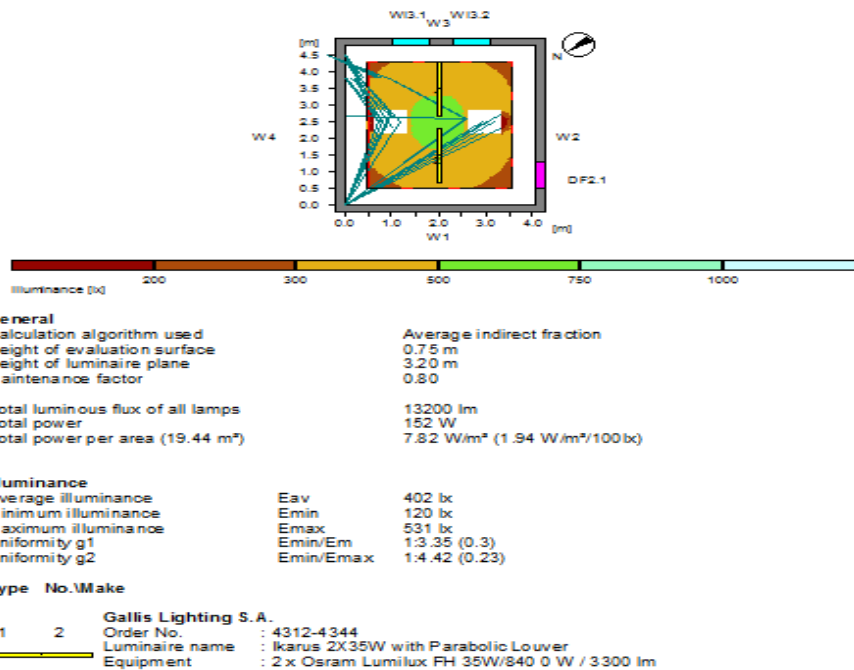 WI3.1 WI3.2
W3
[m]
N
4.5
4.0
3.5
3.0
2.5
2.0
1.5
1.0
0.5
0.0
W4
W2
DF2.1
0.0 1.0 2.0 3.0 4.0 [m]
W1
200 300 500 750 1000
Illuminance [lx]
eneral
alculation algorithm used Average indirect fraction
eight of evaluation surface 0.75 m
eight of luminaire plane 3.20 m
aintenance factor 0.80
otal luminous flux of all lamps 13200 lm
otal power 152 W
otal power per area (19.44 m²) 7.82 W/m² (1.94 W/m²/100lx)
luminance
verage illuminance Eav 402 lx
inimum illuminance Emin 120 lx
aximum illuminance Emax 531 lx
niformity g1 Emin/Em 1:3.35 (0.3)
niformity g2 Emin/Emax 1:4.42 (0.23)
ype No.\Make
Gallis Lighting S.A.
1 2 Order No. : 4312-4344
Luminaire name : Ikarus 2X35W with Parabolic Louver
Equipment : 2 x Osram Lumilux FH 35W/840 0 W / 3300 lm